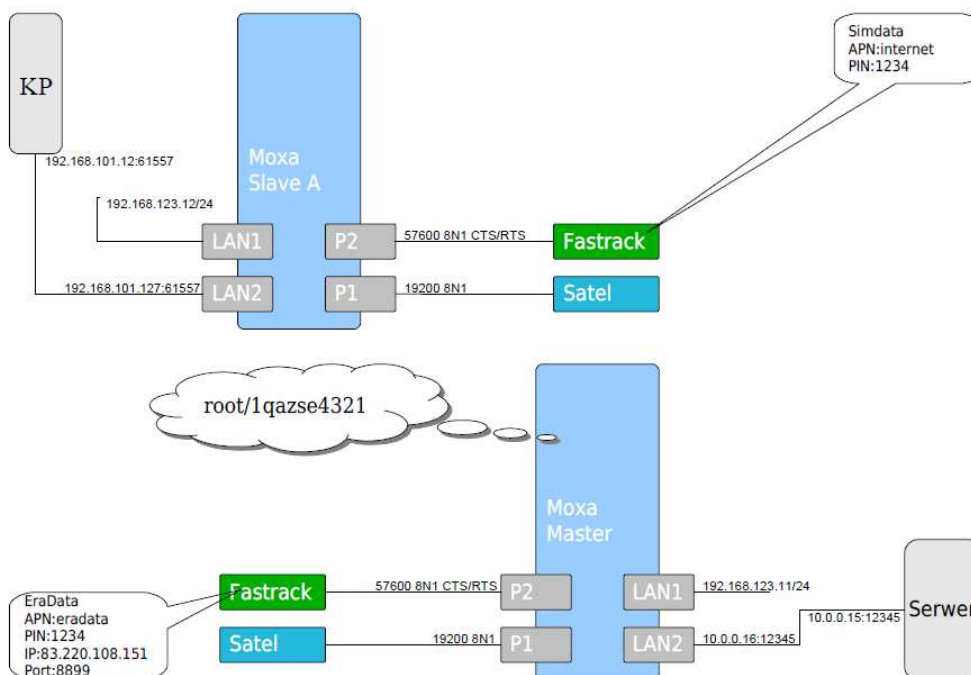 Simdata
APN:internet
PIN:1234
KP
192.168.101.12:61557
Moxa
Slave A
192.168.123.12/24
LAN1
P2
57600 8N1 CTS/RTS
Fastrack
192.168.101.127:61557
LAN2
P1
19200 8N1
Satel
root/1qazse4321
Moxa
Master
Fastrack
57600 8N1 CTS/RTS
P2
LAN1
192.168.123.11/24
EraData
APN:eradata
PIN:1234
IP:83.220.108.151
Port:8899
10.0.0.15:12345
Serwer
Satel
19200 8N1
P1
LAN2
10.0.0.16:12345